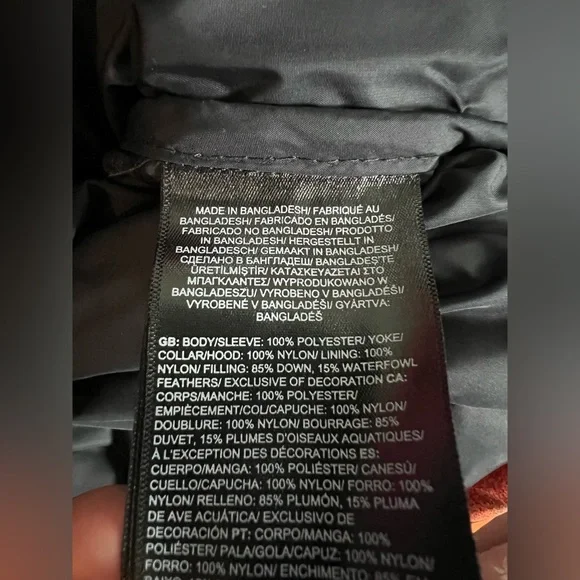 MADE IN BANGLADESH/ FABRIQUÉ AU
BANGLADESH/ FABRICADO EN BANGLADÉS/
FABRICADO NO BANGLADESH/ PRODOTTO
IN BANGLADESH/ HERGESTELLT IN
BANGLADESCH/ GEMAAKT IN BANGLADESH/
СДЕЛАНО В БАНГЛАДЕШ/ BANGLADEŞ'TE
ÜRETİLMİŞTİR/ ΚΑΤΑΣΚΕΥΑΖΕΤΑΙ ΣΤΟ
ΜΠΑΓΚΛΑΝΤΕΣ/ WYPRODUKOWANO W
BANGLADESZU/ VYROBENO V BANGLADÉŠI/
VYROBENÉ V BANGLADÉŠI/ GYÁRTVA:
BANGLADÉŠ
GB: BODY/SLEEVE: 100% POLYESTER/ YOKE/
COLLAR/HOOD: 100% NYLON/ LINING: 100%
NYLON/ FILLING: 85% DOWN, 15% WATERFOWL
FEATHERS/ EXCLUSIVE OF DECORATION CA:
CORPS/MANCHE: 100% POLYESTER/
EMPIÈCEMENT/COL/CAPUCHE: 100% NYLON/
DOUBLURE: 100% NYLON/ BOURRAGE: 85%
DUVET, 15% PLUMES D'OISEAUX AQUATIQUES/
À L'EXCEPTION DES DÉCORATIONS ES:
CUERPO/MANGA: 100% POLIÉSTER/ CANESÚ/
CUELLO/CAPUCHA: 100% NYLON/ FORRO: 100%
NYLON/ RELLENO: 85% PLUMÓN, 15% PLUMA
DE AVE ACUÁTICA/ EXCLUSIVO DE
DECORACIÓN PT: CORPO/MANGA: 100%
POLIÉSTER/ PALA/GOLA/CAPUZ: 100% NYLON/
FORRO: 100% NYLON/ ENCHIMENTO: 85% EM